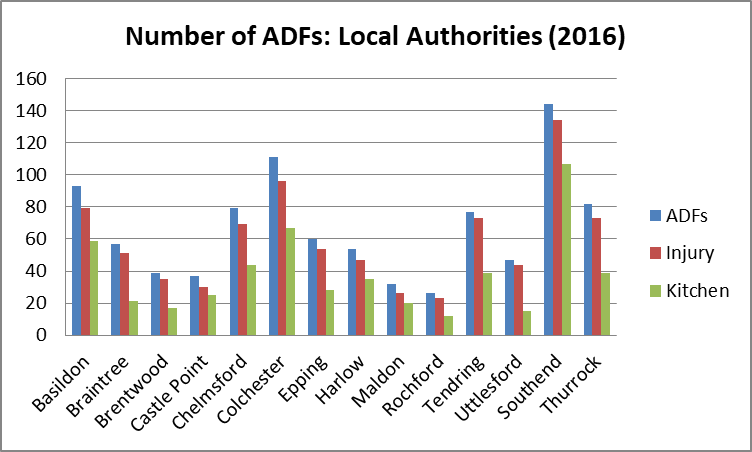 Number of ADFs: Local Authorities (2016)
160
140
120
100
80
60
40
20
0
ADFs
Injury
Kitchen
Basildon
Braintree
Brentwood
Castle Point
Chelmsford
Colchester
Epping
Harlow
Maldon
Rochford
Tendring
Uttlesford
Southend
Thurrock